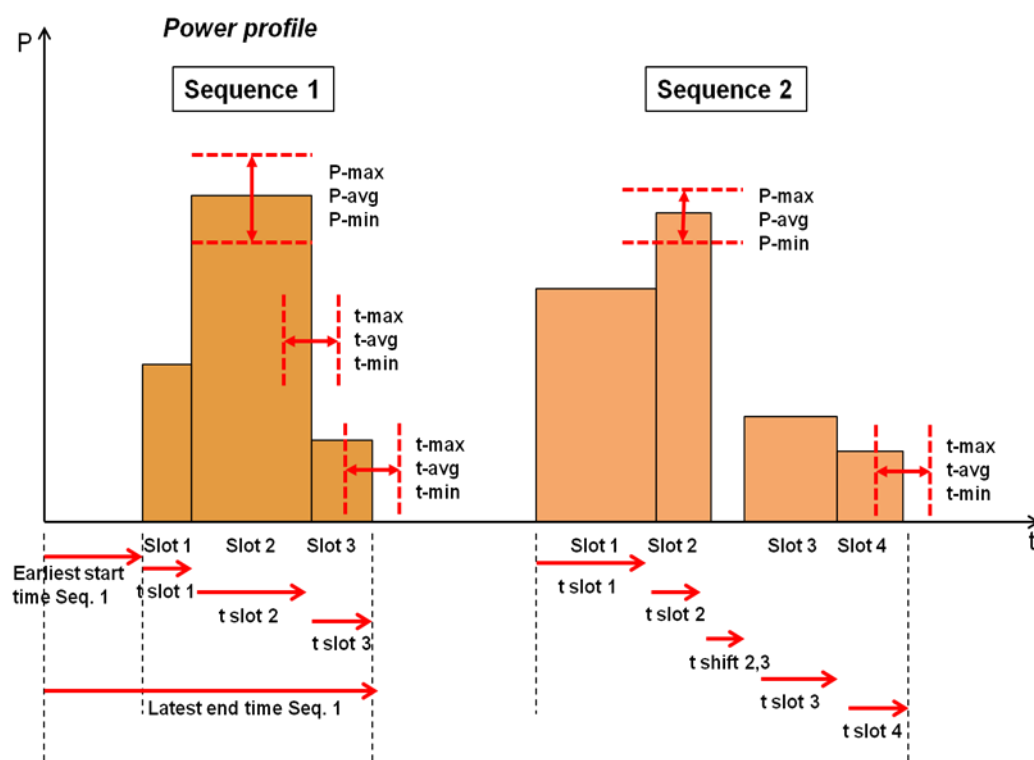 Power profile
P
Sequence 1
Sequence 2
P-max
P-avg
P-min
P-max
P-avg
P-min
t-max
t-avg
t-min
t-max
t-avg
t-min
t-max
t-avg
t-min
Slot 1
Slot 2
Slot 3
Slot 1
Slot 2
Slot 3
Slot 4
t
Earliest start
time Seq. 1
t slot 1
t slot 2
t slot 3
Latest end time Seq. 1
t slot 1
t slot 2
t shift 2,3
t slot 3
t slot 4